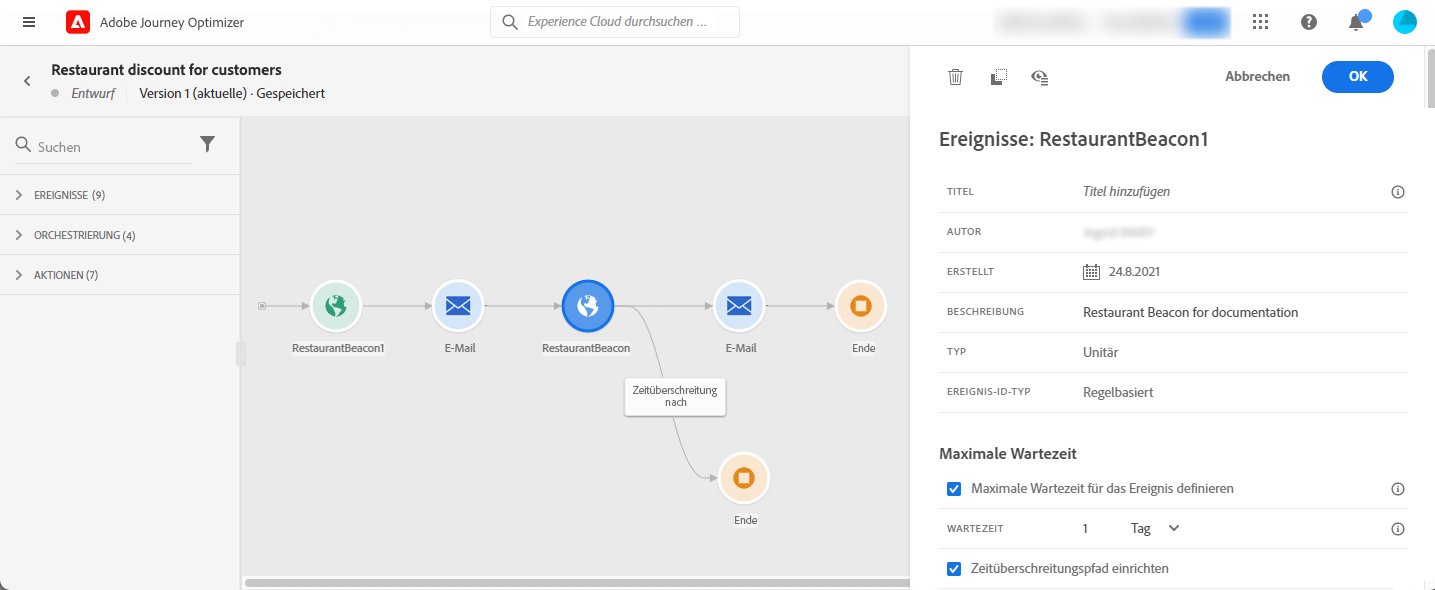 Adobe Journey Optimizer
Experience Cloud durchsuchen ...
Restaurant discount for customers
Entwurf
Version 1 (aktuelle) · Gespeichert
Suchen
EREIGNISSE (9)
ORCHESTRIERUNG (4)
AKTIONEN (7)
RestaurantBeacon1
E-Mail
RestaurantBeacon
E-Mail
Ende
Zeitüberschreitung
nach
Ende
Abbrechen
OK
Ereignisse: RestaurantBeacon1
TITEL
Titel hinzufügen
AUTOR
ERSTELLT
24.8.2021
BESCHREIBUNG
Restaurant Beacon for documentation
TYP
Unitär
EREIGNIS-ID-TYP
Regelbasiert
Maximale Wartezeit
Maximale Wartezeit für das Ereignis definieren
WARTEZEIT
1
Tag
Zeitüberschreitungspfad einrichten